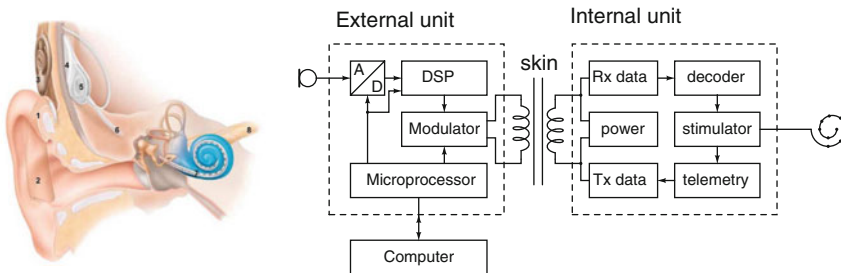 External unit
Internal unit
skin
A
D
DSP
Modulator
Microprocessor
Computer
Rx data
decoder
power
stimulator
Tx data
telemetry
1
2
3
4
5
6
8